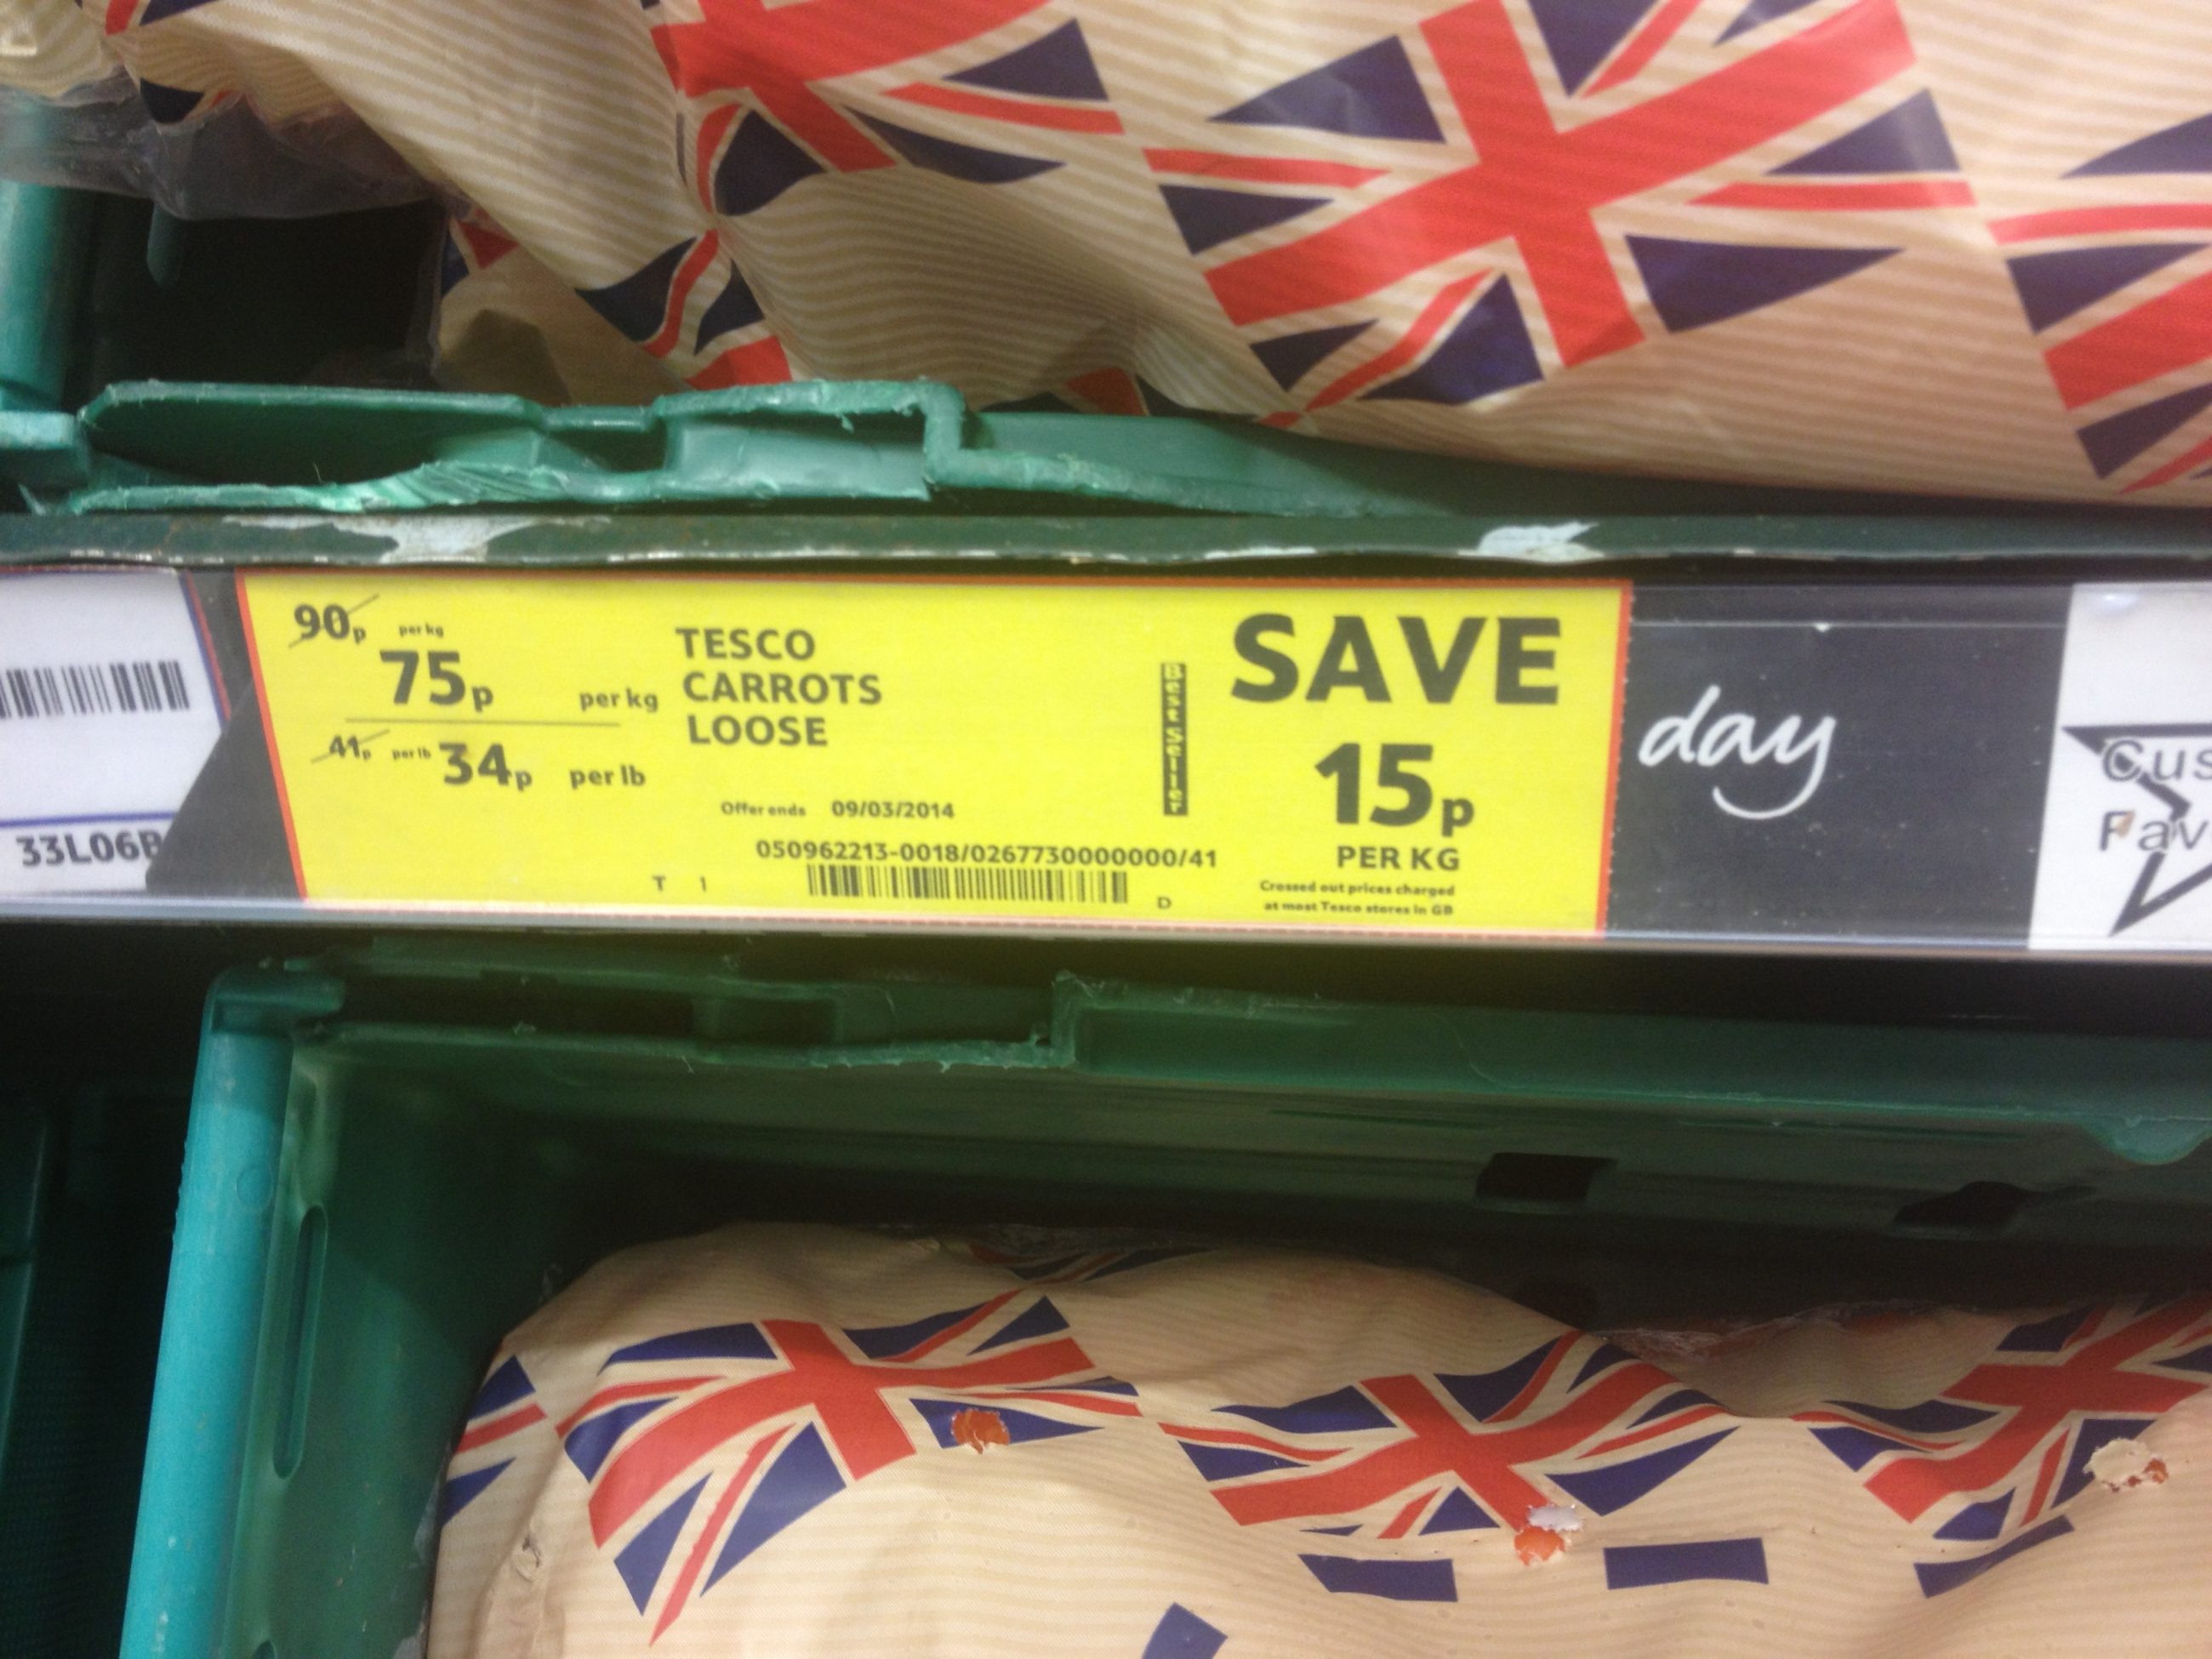 90p per kg
75p per kg
41p per lb 34p per lb
TESCO
CARROTS
LOOSE
Offer ends 09/03/2014
050962213-0018/0267730000000/41
T 1
D
Best Seller
SAVE
15p
PER KG
Crossed out prices charged
at most Tesco stores in GB
33L06B
day
Cus
Fav